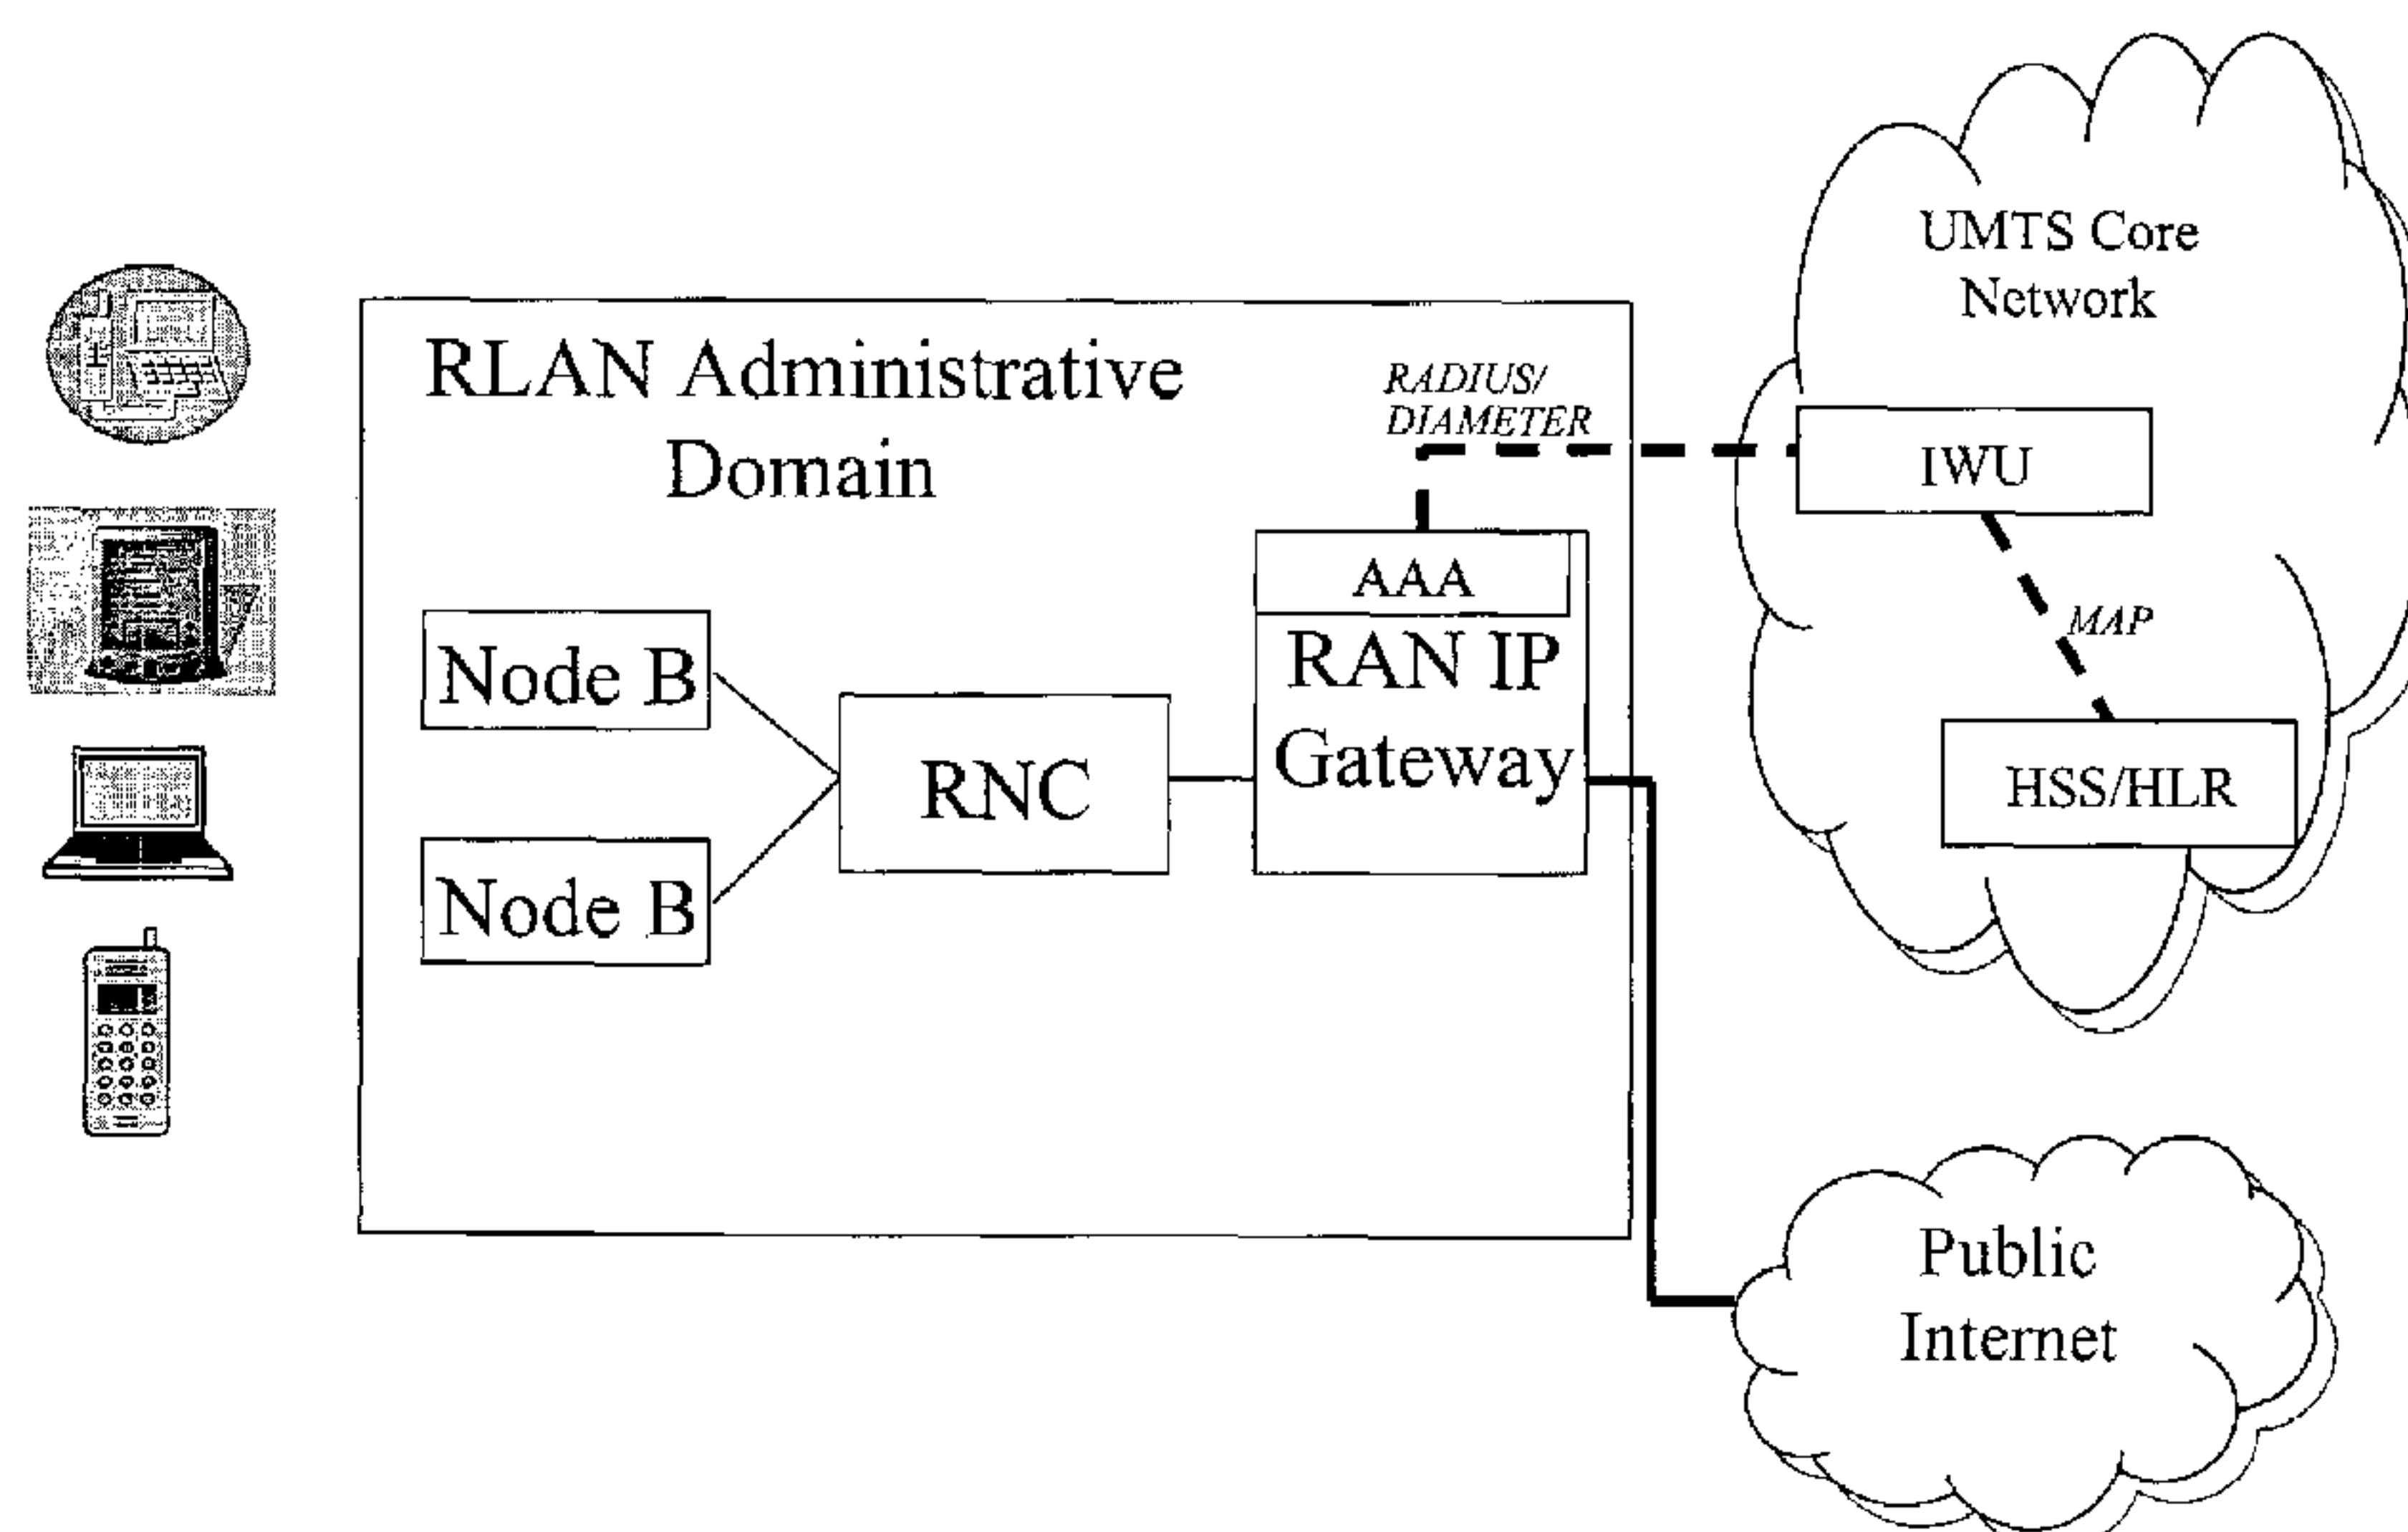 UMTS Core
Network
RLAN Administrative
Domain
RADIUS/
DIAMETER
IWU
AAA
RAN IP
Gateway
MAP
Node B
RNC
HSS/HLR
Node B
Public
Internet